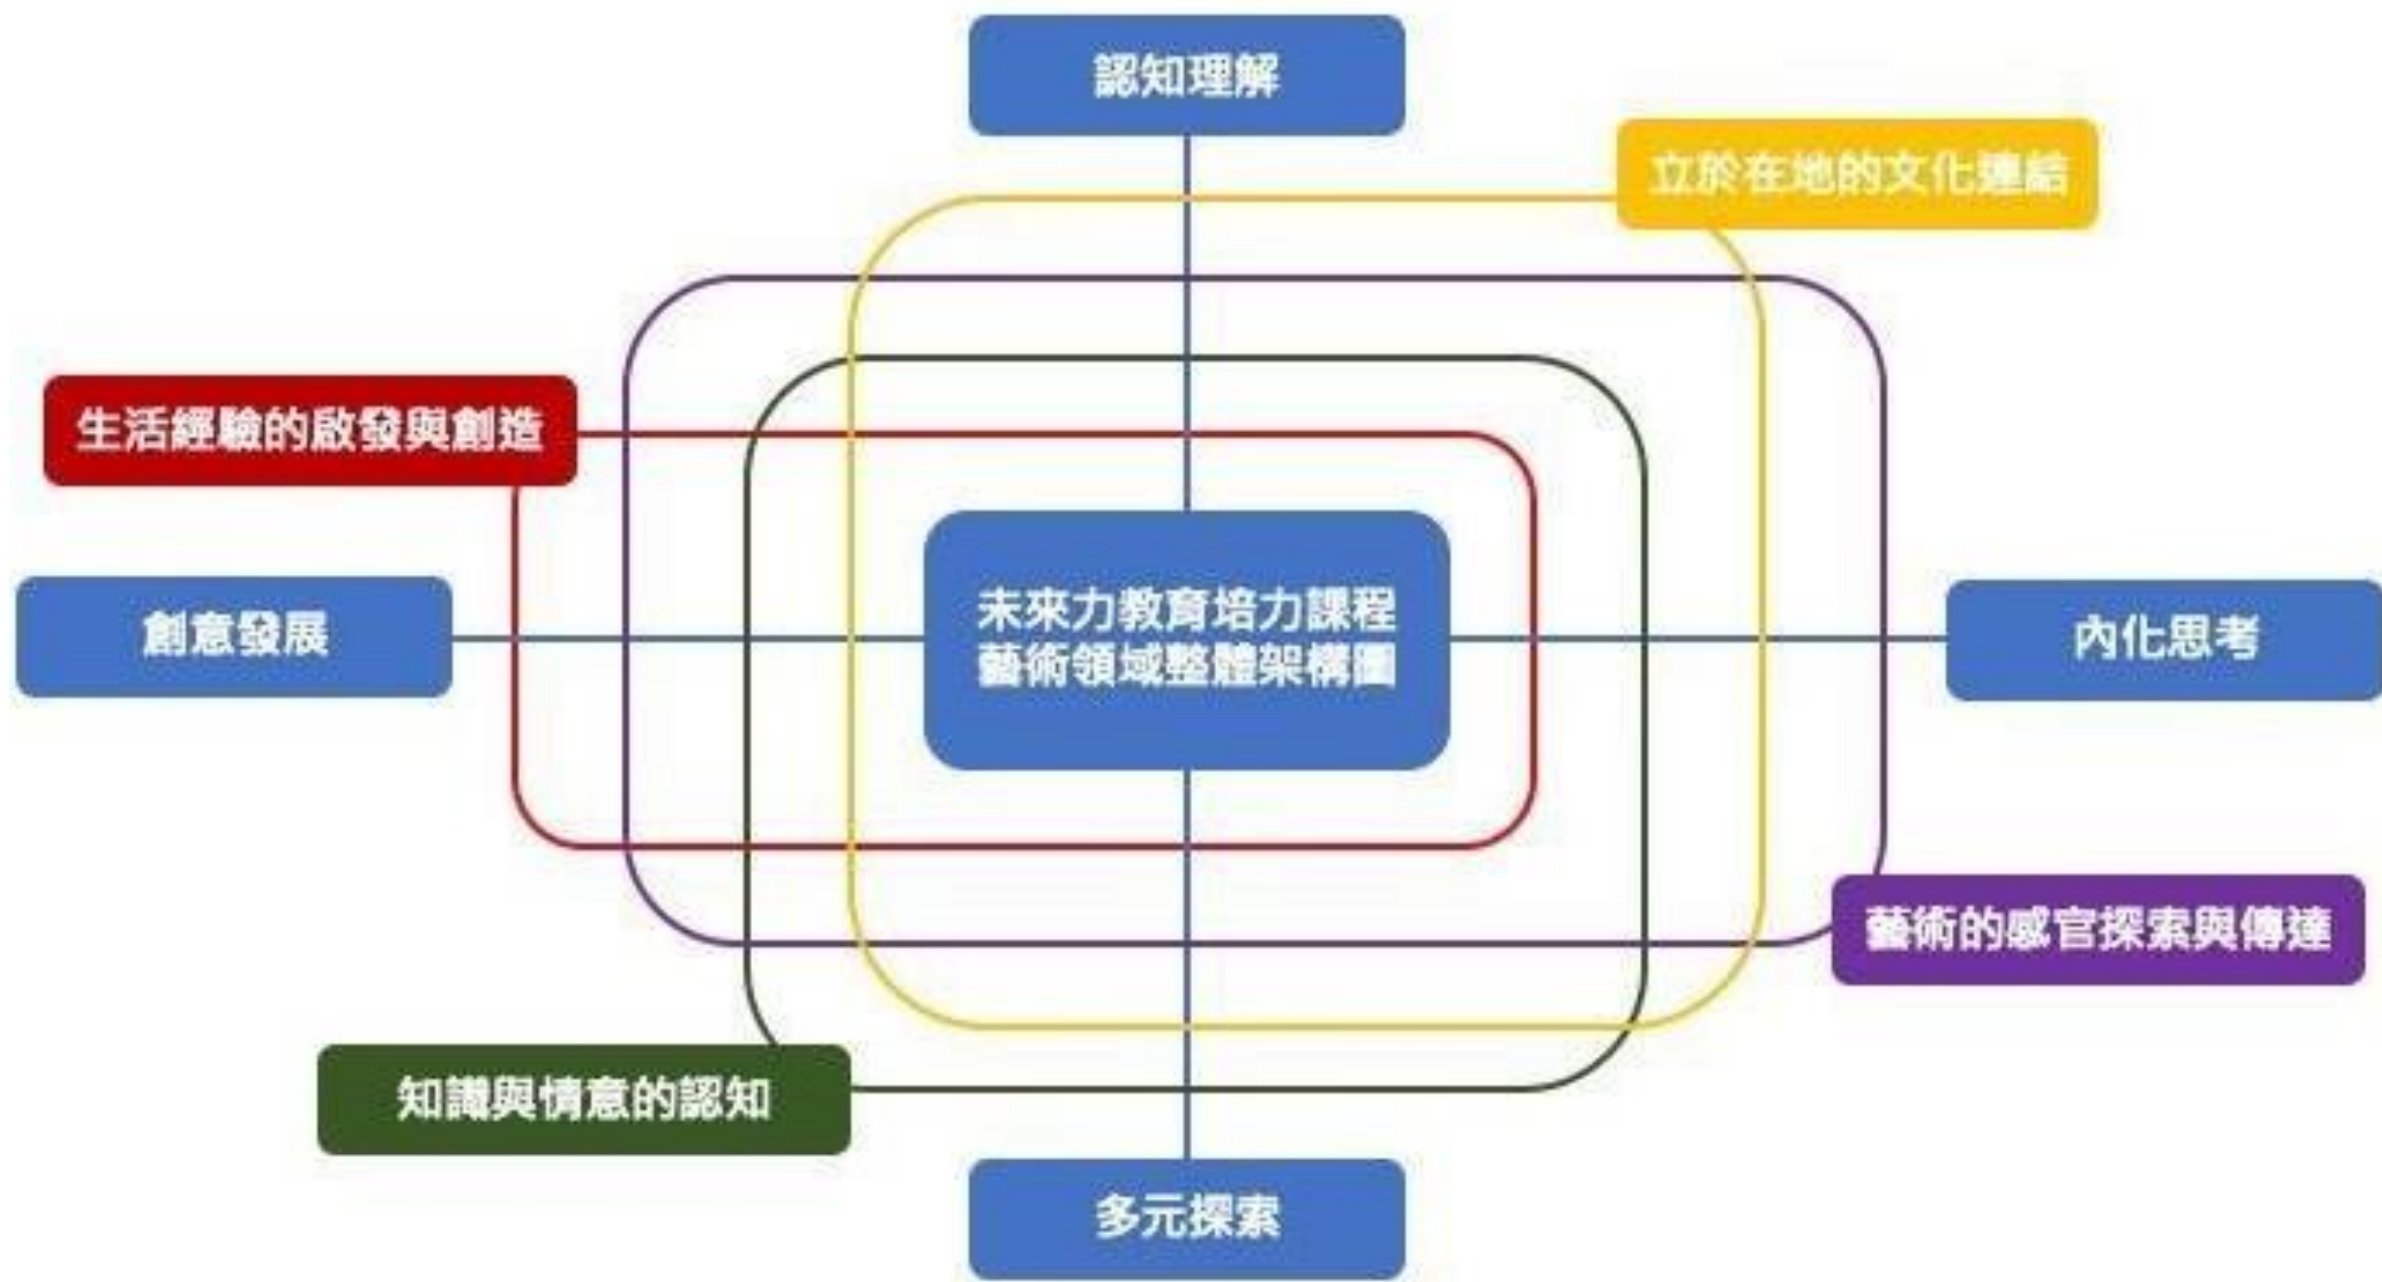 認知理解
立於在地的文化連結
生活經驗的啟發與創造
未來力教育培力課程
藝術領域整體架構圖
創意發展
內化思考
藝術的感官探索與傳達
知識與情意的認知
多元探索